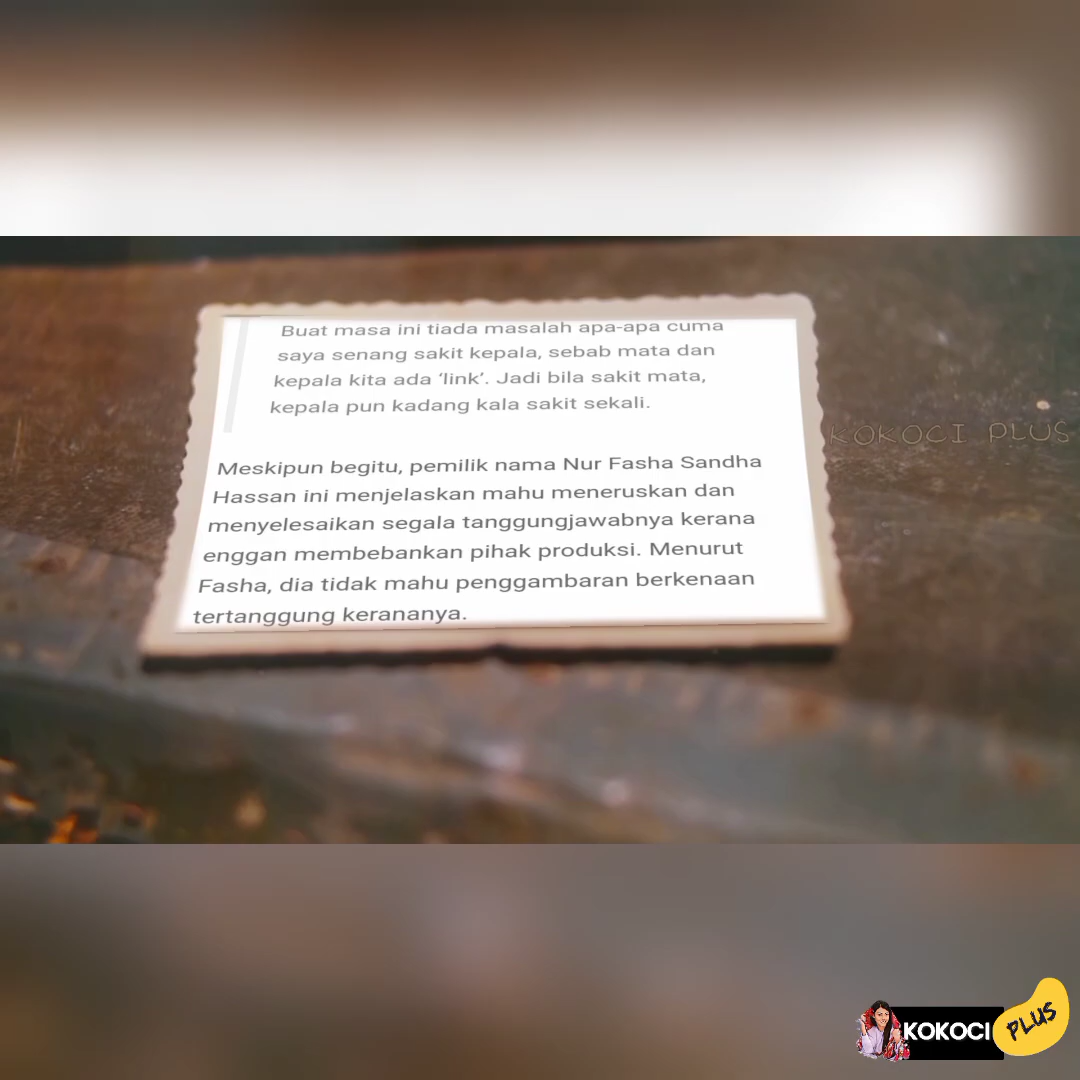 Buat masa ini tiada masalah apa-apa cuma
saya senang sakit kepala, sebab mata dan
kepala kita ada ‘link’. Jadi bila sakit mata,
kepala pun kadang kala sakit sekali.
Meskipun begitu, pemilik nama Nur Fasha Sandha
Hassan ini menjelaskan mahu meneruskan dan
menyelesaikan segala tanggungjawabnya kerana
enggan membebankan pihak produksi. Menurut
Fasha, dia tidak mahu penggambaran berkenaan
tertanggung kerananya.
KOKOCI PLUS
KOKOCI PLUS